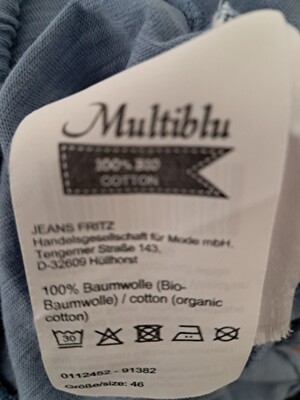 Multiblu
100% BIO
COTTON
JEANS FRITZ
Handelsgesellschaft für Mode mbH.
Tengerner Straße 143,
D-32609 Hüllhorst
100% Baumwolle (Bio-
Baumwolle) / cotton (organic
cotton)
30
0112452 - 91382
Größe/size: 46